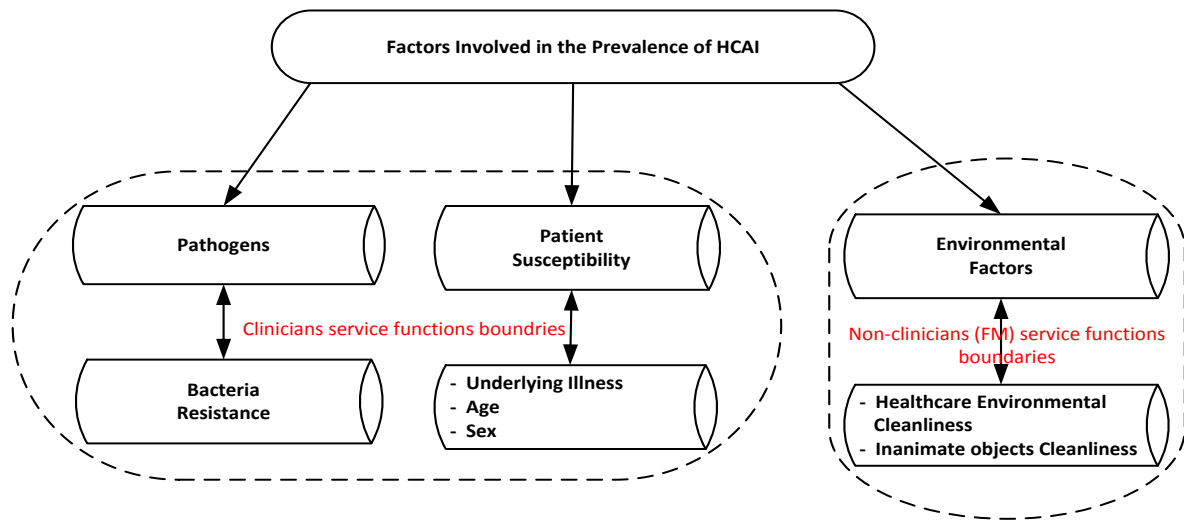 Factors Involved in the Prevalence of HCAI
Pathogens
Patient
Susceptibility
Environmental
Factors
Clinicians service functions boundries
Non-clinicians (FM) service functions
boundaries
Bacteria
Resistance
- Underlying Illness
- Age
- Sex
- Healthcare Environmental
Cleanliness
- Inanimate objects Cleanliness